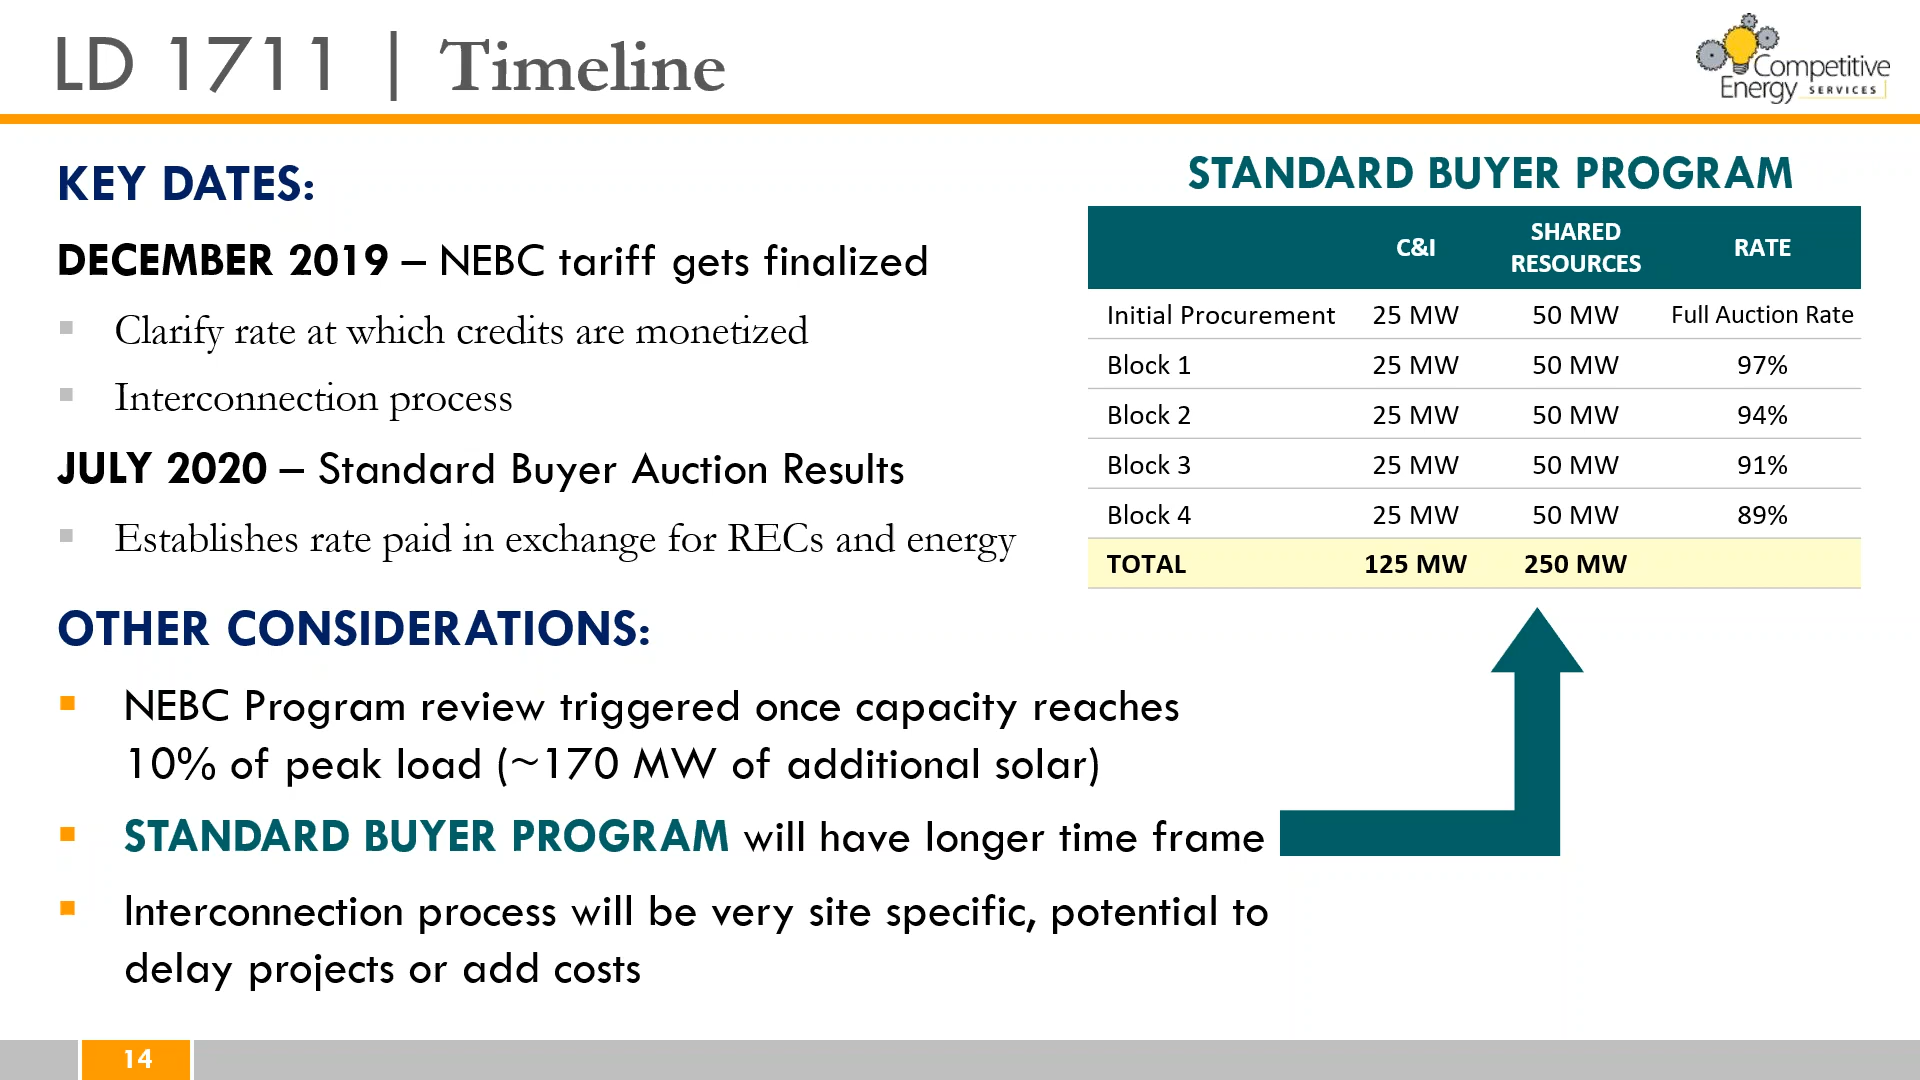 LD 1711 | Timeline
Competitive
Energy SERVICES
KEY DATES:
DECEMBER 2019 – NEBC tariff gets finalized
Clarify rate at which credits are monetized
Interconnection process
JULY 2020 – Standard Buyer Auction Results
Establishes rate paid in exchange for RECs and energy
OTHER CONSIDERATIONS:
NEBC Program review triggered once capacity reaches
10% of peak load (~170 MW of additional solar)
STANDARD BUYER PROGRAM will have longer time frame
Interconnection process will be very site specific, potential to
delay projects or add costs
STANDARD BUYER PROGRAM
C&I SHARED RESOURCES RATE
Initial Procurement 25 MW 50 MW Full Auction Rate
Block 1 25 MW 50 MW 97%
Block 2 25 MW 50 MW 94%
Block 3 25 MW 50 MW 91%
Block 4 25 MW 50 MW 89%
TOTAL 125 MW 250 MW
14